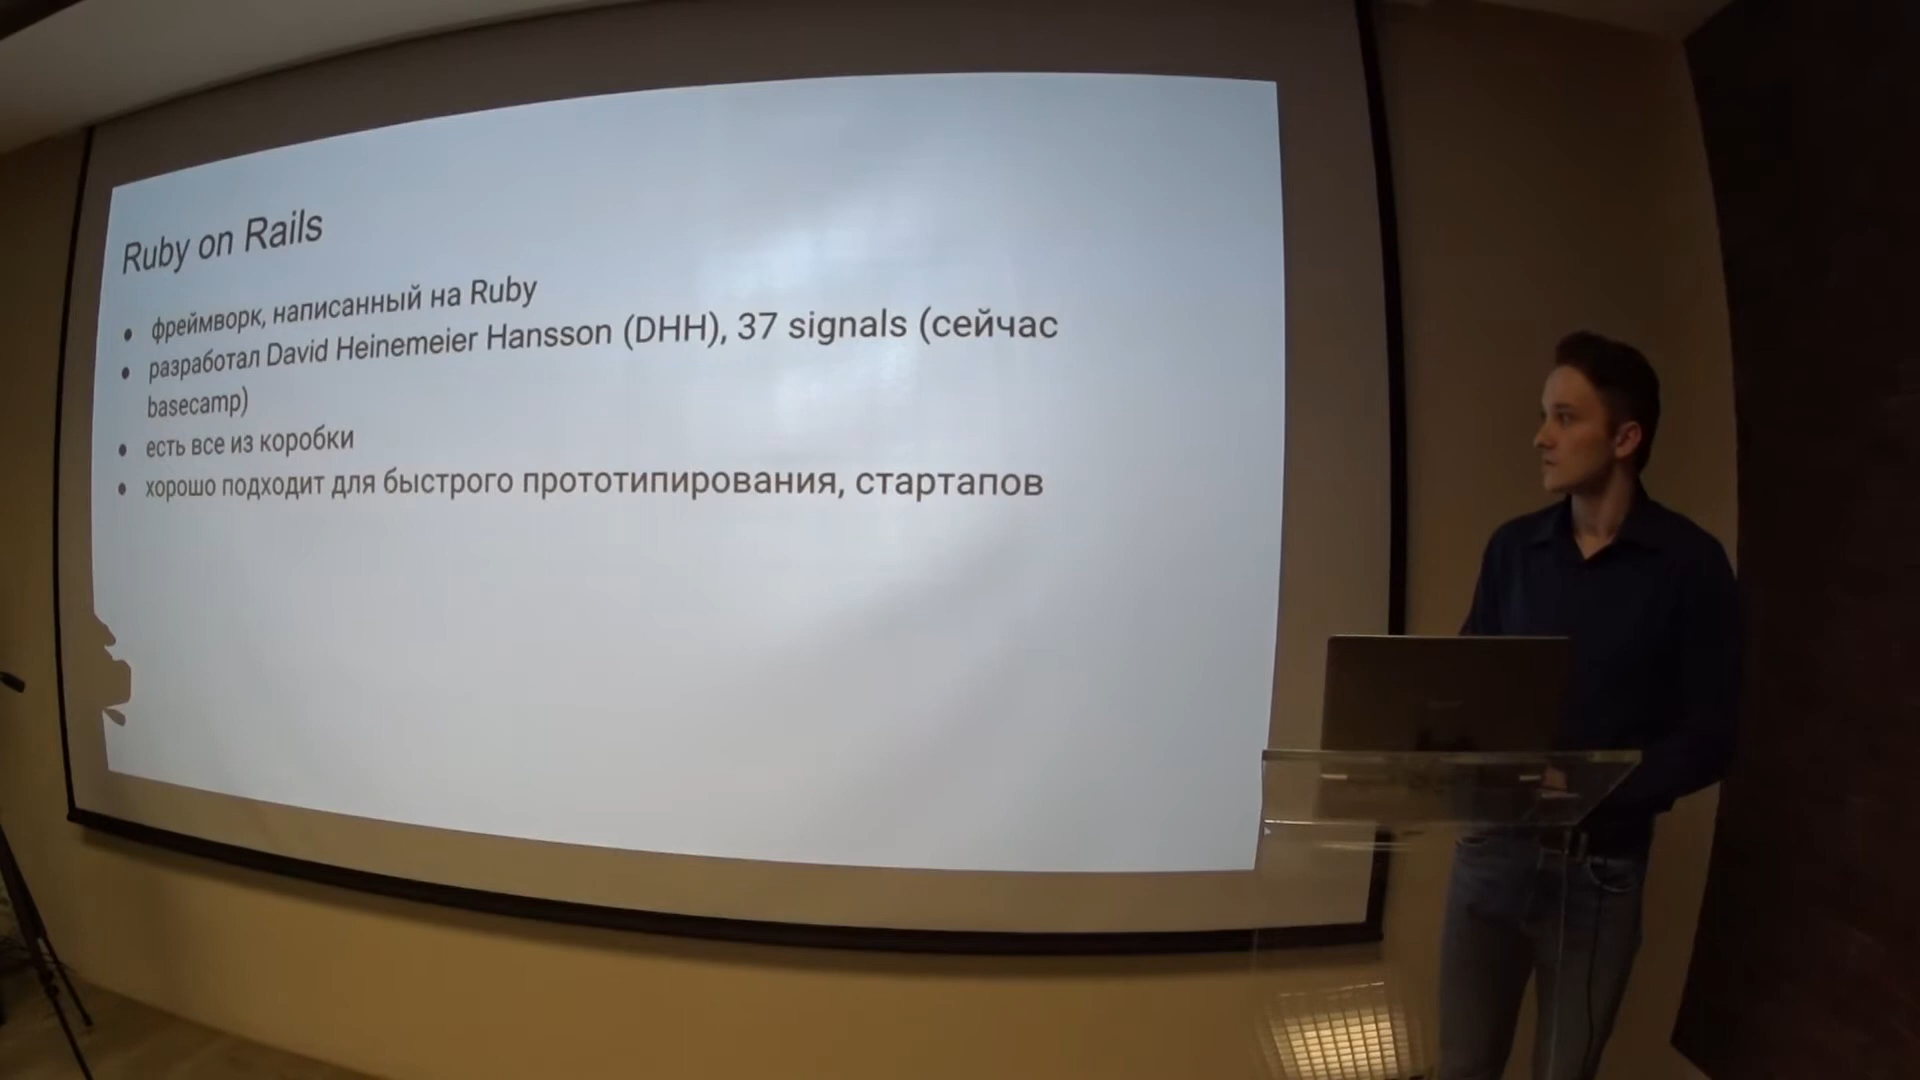 Ruby on Rails
● фреймворк, написанный на Ruby
● разработал David Heinemeier Hansson (DHH), 37 signals (сейчас
basecamp)
● есть все из коробки
● хорошо подходит для быстрого прототипирования, стартапов